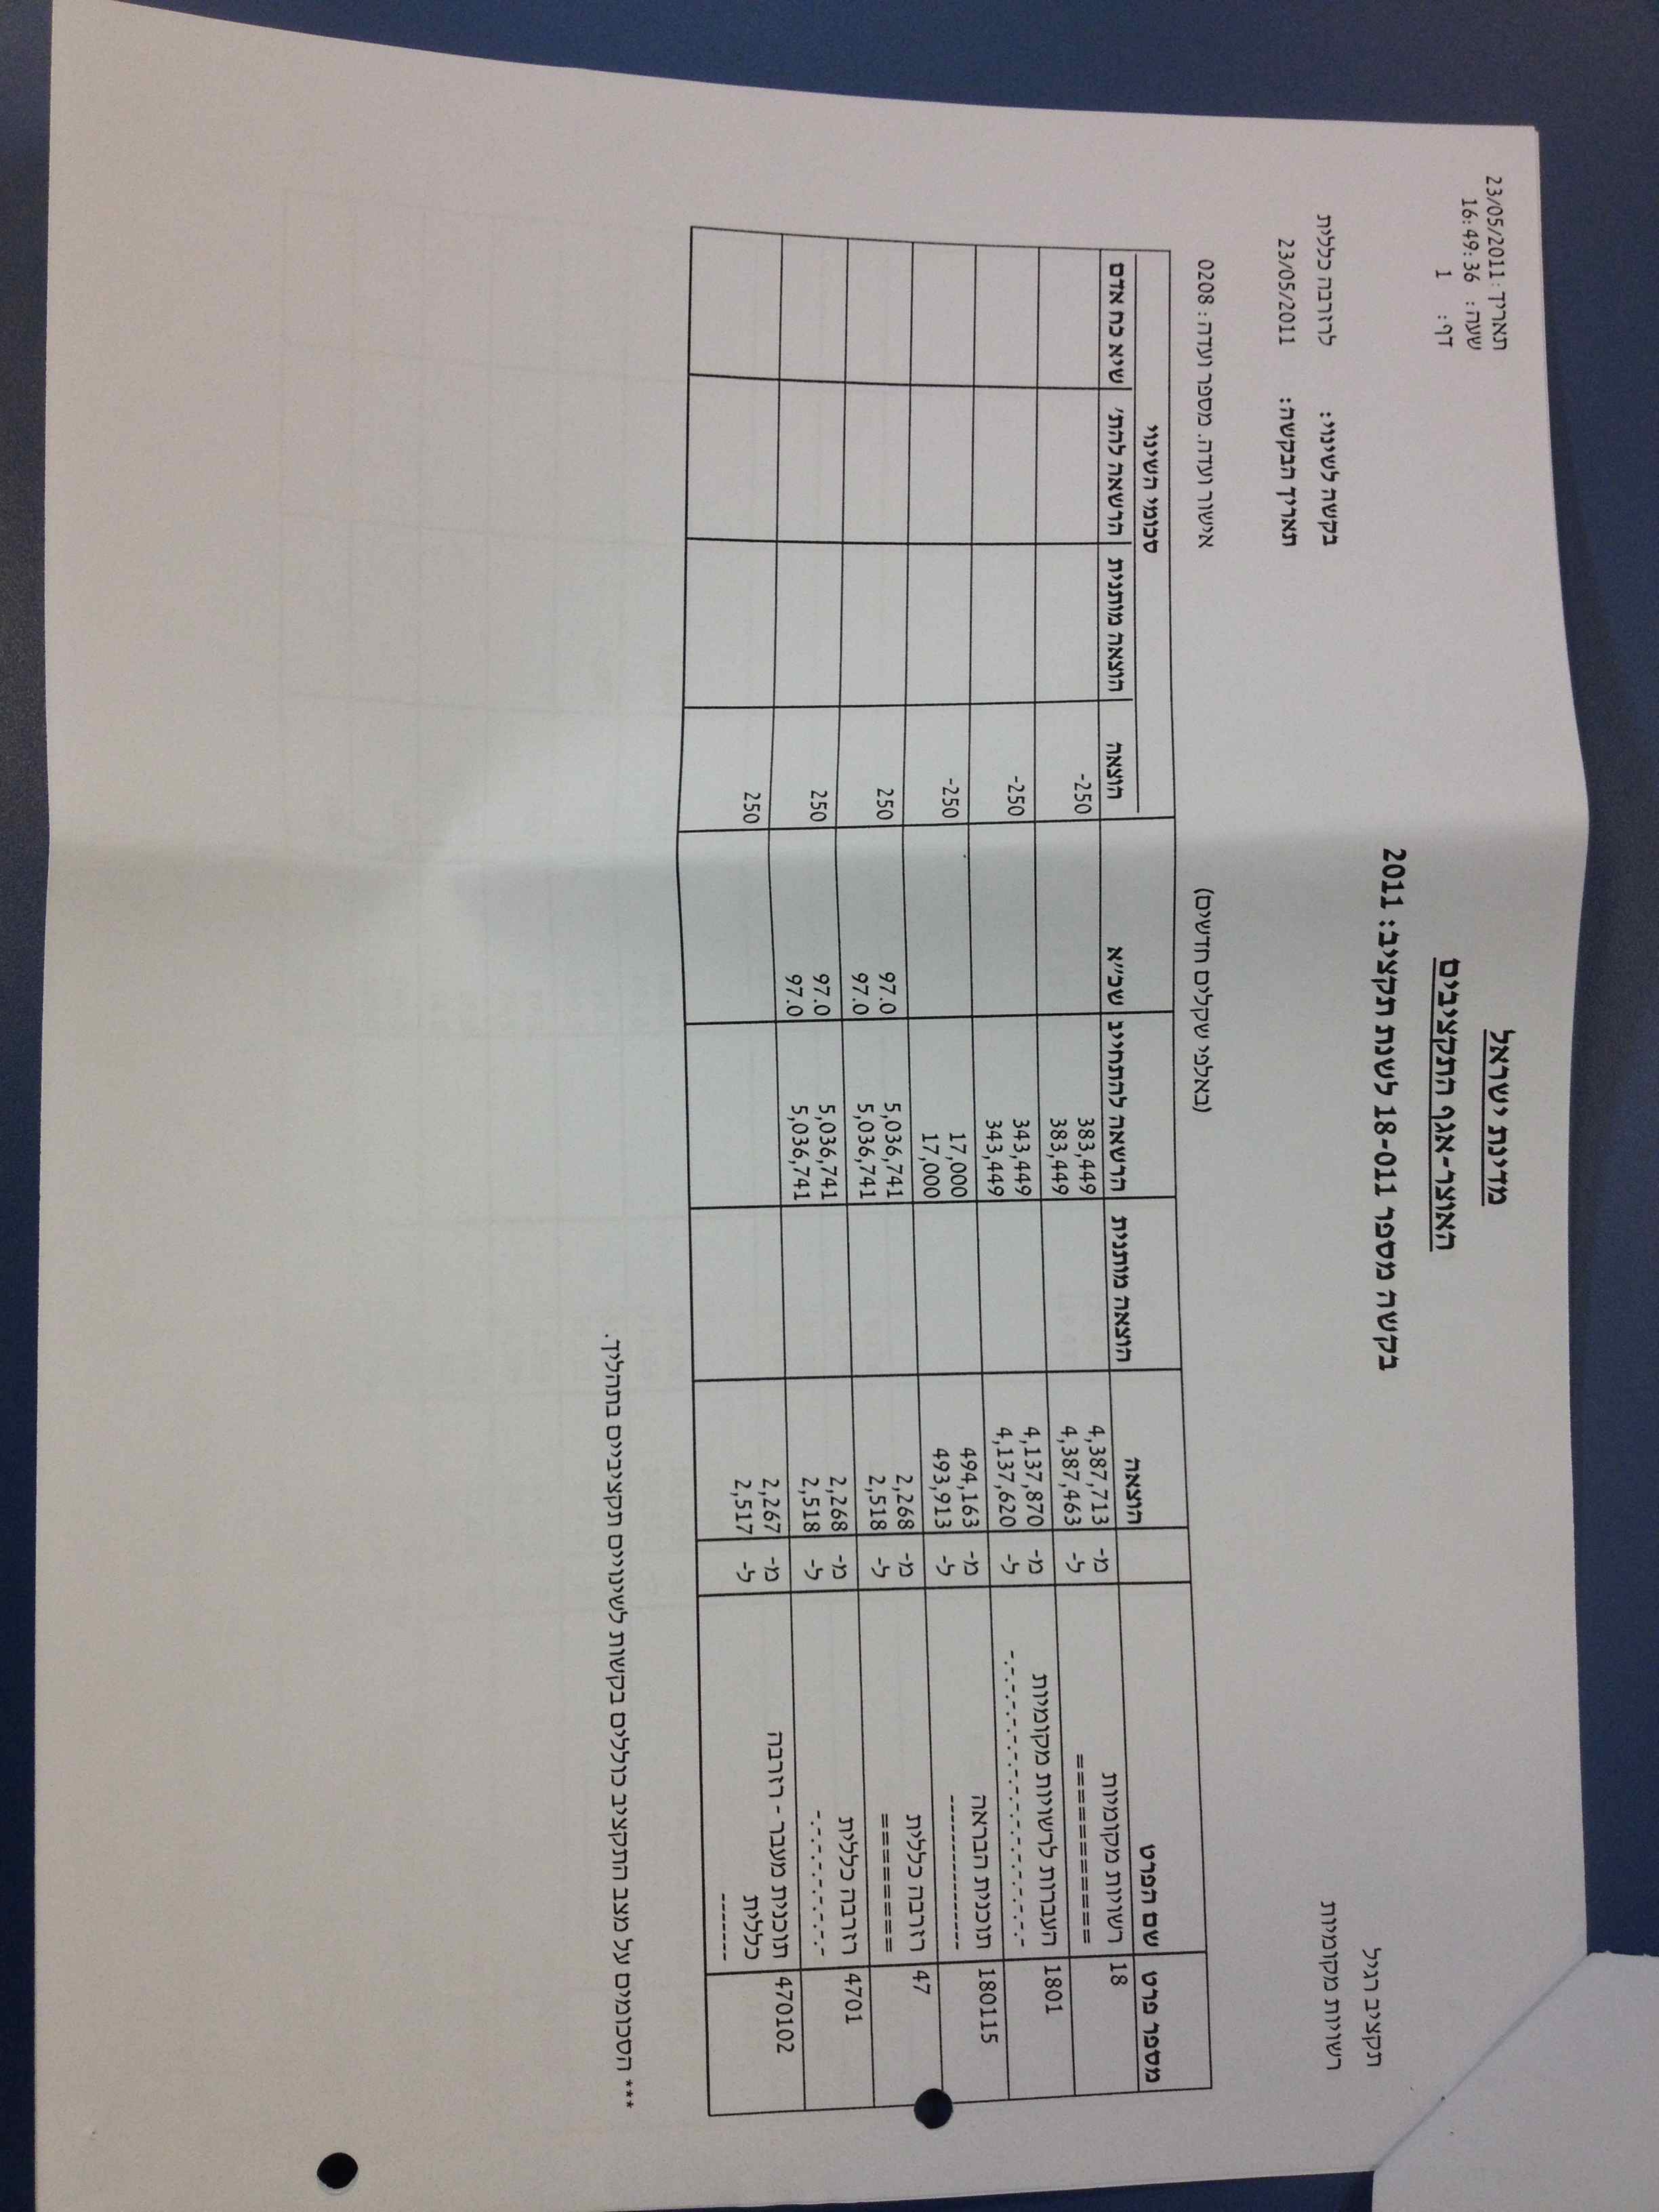 תאריך: 23/05/2011
שעה: 16:49:36
דף: 1
מדינת ישראל
האוצר-אגף התקציבים
בקשה מספר 18-011 לשנת תקציב: 2011
תקציב רגיל
רשויות מקומיות
בקשה לשינוי: לרזרבה כללית
תאריך הבקשה: 23/05/2011
(באלפי שקלים חדשים)
אישור ועדה. מספר ועדה: 0208
סכומי השינוי
מספר פרט שם הפרט הוצאה הוצאה מותנית הרשאה להתחייב שכ"א הוצאה הוצאה מותנית הרשאה להת' שיא כח אדם
18 רשויות מקומיות מ- 4,387,713 383,449 -250
========== ל- 4,387,463 383,449
1801 העברות לרשויות מקומיות מ- 4,137,870 343,449 -250
-.-.-.-.-.-.-.-.-.-.-.- ל- 4,137,620 343,449
180115 תוכנית הבראה מ- 494,163 17,000 -250
------------ ל- 493,913 17,000
47 רזרבה כללית מ- 2,268 5,036,741 97.0 250
======== ל- 2,518 5,036,741 97.0
4701 רזרבה כללית מ- 2,268 5,036,741 97.0 250
-.-.-.-.-.- ל- 2,518 5,036,741 97.0
470102 תוכנית מעבר - רזרבה מ- 2,267
כללית ל- 2,517 250
-------
*** הסכומים על מצב התקציב כוללים בקשות לשינויים תקציביים בתהליך.